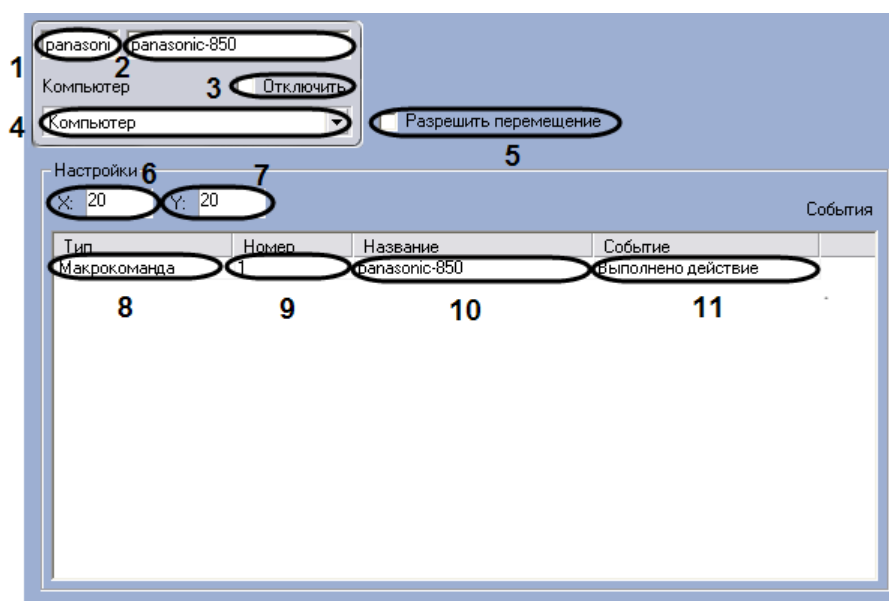 panasoni panasonic-850
1 2
Компьютер 3 Отключить
4 Компьютер Разрешить перемещение
5
Настройки 6 7
X: 20 Y: 20
События
Тип Номер Название Событие
Макрокоманда 1 panasonic-850 Выполнено действие
8 9 10 11